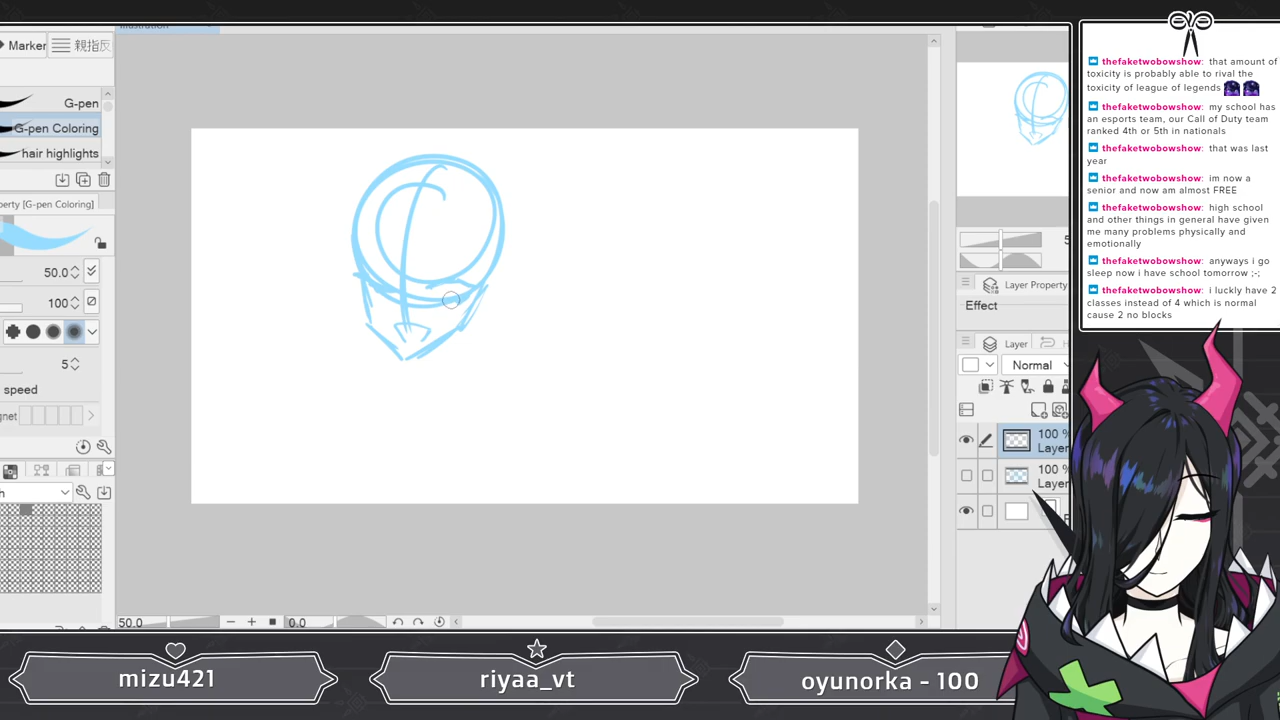 Illustration
Marker
親指反
G-pen
G-pen Coloring
hair highlights
perty [G-pen Coloring]
50.0
100
5
speed
gnet
50.0
0.0
Layer Property
Effect
Layer
Normal
100 %
Layer
100 %
Layer
thefaketwobowshow: that amount of
toxicity is probably able to rival the
toxicity of league of legends
thefaketwobowshow: my school has
an esports team, our Call of Duty team
ranked 4th or 5th in nationals
thefaketwobowshow: that was last
year
thefaketwobowshow: im now a
senior and now am almost FREE
thefaketwobowshow: high school
and other things in general have given
me many problems physically and
emotionally
thefaketwobowshow: anyways i go
sleep now i have school tomorrow ;-;
thefaketwobowshow: i luckly have 2
classes instead of 4 which is normal
cause 2 no blocks
mizu421
riyaa_vt
oyunorka - 100